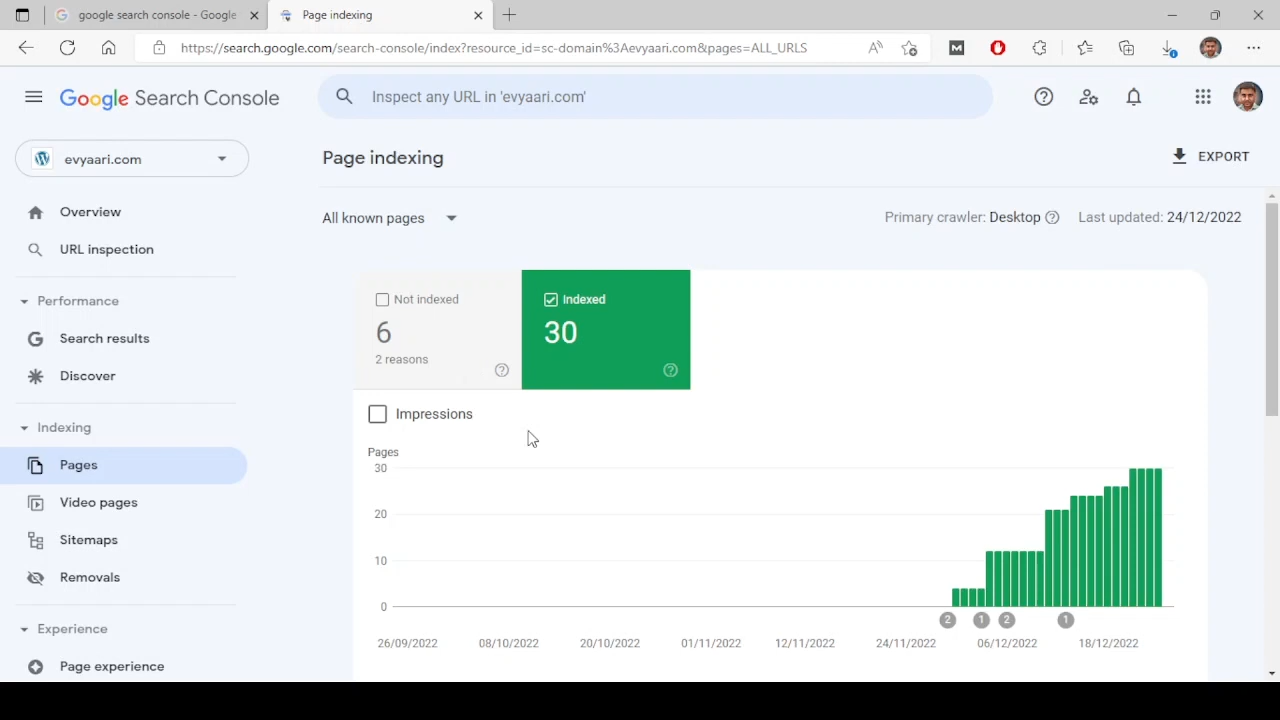 google search console - Google
Page indexing
https://search.google.com/search-console/index?resource_id=sc-domain%3Aevyaari.com&pages=ALL_URLS
Google Search Console
Inspect any URL in 'evyaari.com'
evyaari.com
Page indexing
EXPORT
Overview
URL inspection
All known pages
Primary crawler: Desktop
Last updated: 24/12/2022
Performance
Search results
Discover
Indexing
Pages
Video pages
Sitemaps
Removals
Experience
Page experience
Not indexed
6
2 reasons
Indexed
30
Impressions
Pages
30
20
10
0
2 1 2 1
26/09/2022 08/10/2022 20/10/2022 01/11/2022 12/11/2022 24/11/2022 06/12/2022 18/12/2022